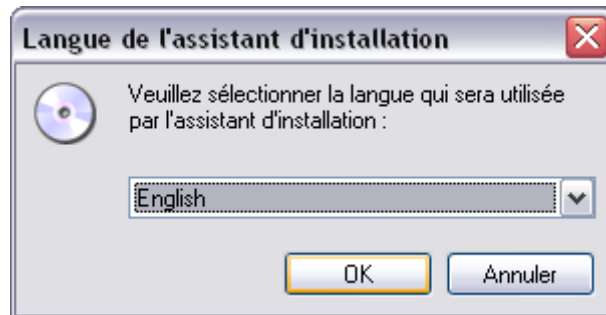 Langue de l'assistant d'installation
Veuillez sélectionner la langue qui sera utilisée
par l'assistant d'installation :
English
OK
Annuler